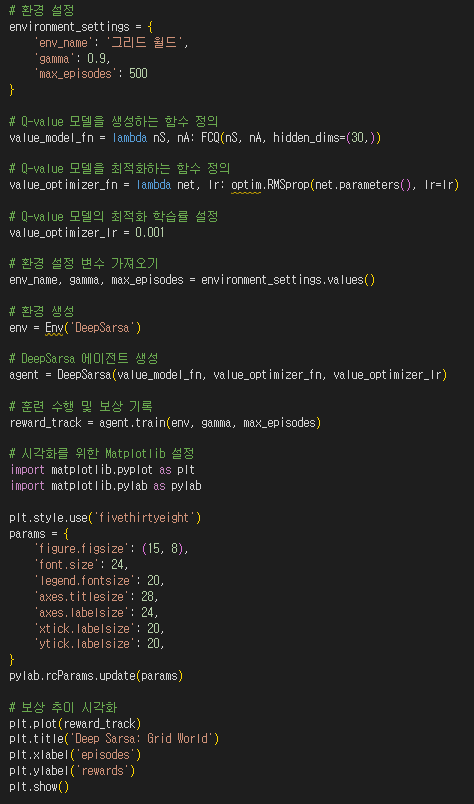 # 환경 설정
environment_settings = {
    'env_name': '그리드 월드',
    'gamma': 0.9,
    'max_episodes': 500
}

# Q-value 모델을 생성하는 함수 정의
value_model_fn = lambda nS, nA: FCQ(nS, nA, hidden_dims=(30,))

# Q-value 모델을 최적화하는 함수 정의
value_optimizer_fn = lambda net, lr: optim.RMSprop(net.parameters(), lr=lr)

# Q-value 모델의 최적화 학습률 설정
value_optimizer_lr = 0.001

# 환경 설정 변수 가져오기
env_name, gamma, max_episodes = environment_settings.values()

# 환경 생성
env = Env('DeepSarsa')

# DeepSarsa 에이전트 생성
agent = DeepSarsa(value_model_fn, value_optimizer_fn, value_optimizer_lr)

# 훈련 수행 및 보상 기록
reward_track = agent.train(env, gamma, max_episodes)

# 시각화를 위한 Matplotlib 설정
import matplotlib.pyplot as plt
import matplotlib.pylab as pylab

plt.style.use('fivethirtyeight')
params = {
    'figure.figsize': (15, 8),
    'font.size': 24,
    'legend.fontsize': 20,
    'axes.titlesize': 28,
    'axes.labelsize': 24,
    'xtick.labelsize': 20,
    'ytick.labelsize': 20,
}
pylab.rcParams.update(params)

# 보상 추이 시각화
plt.plot(reward_track)
plt.title('Deep Sarsa: Grid World')
plt.xlabel('episodes')
plt.ylabel('rewards')
plt.show()